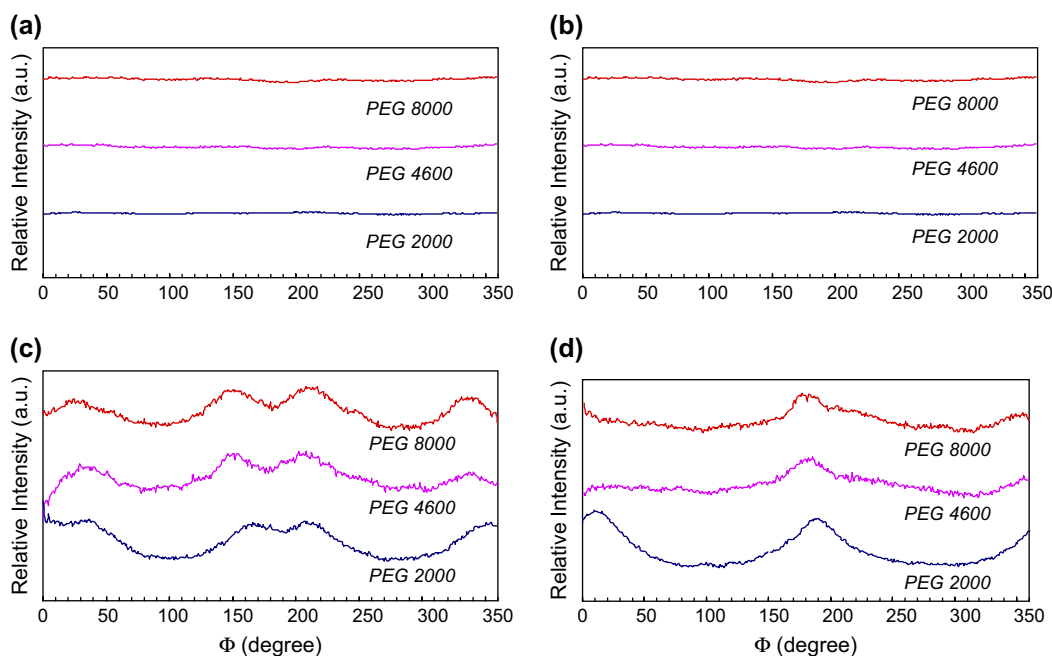 (a)
Relative Intensity (a.u.)
PEG 8000
PEG 4600
PEG 2000
0 50 100 150 200 250 300 350
(b)
Relative Intensity (a.u.)
PEG 8000
PEG 4600
PEG 2000
0 50 100 150 200 250 300 350
(c)
Relative Intensity (a.u.)
PEG 8000
PEG 4600
PEG 2000
0 50 100 150 200 250 300 350
Φ (degree)
(d)
Relative Intensity (a.u.)
PEG 8000
PEG 4600
PEG 2000
0 50 100 150 200 250 300 350
Φ (degree)